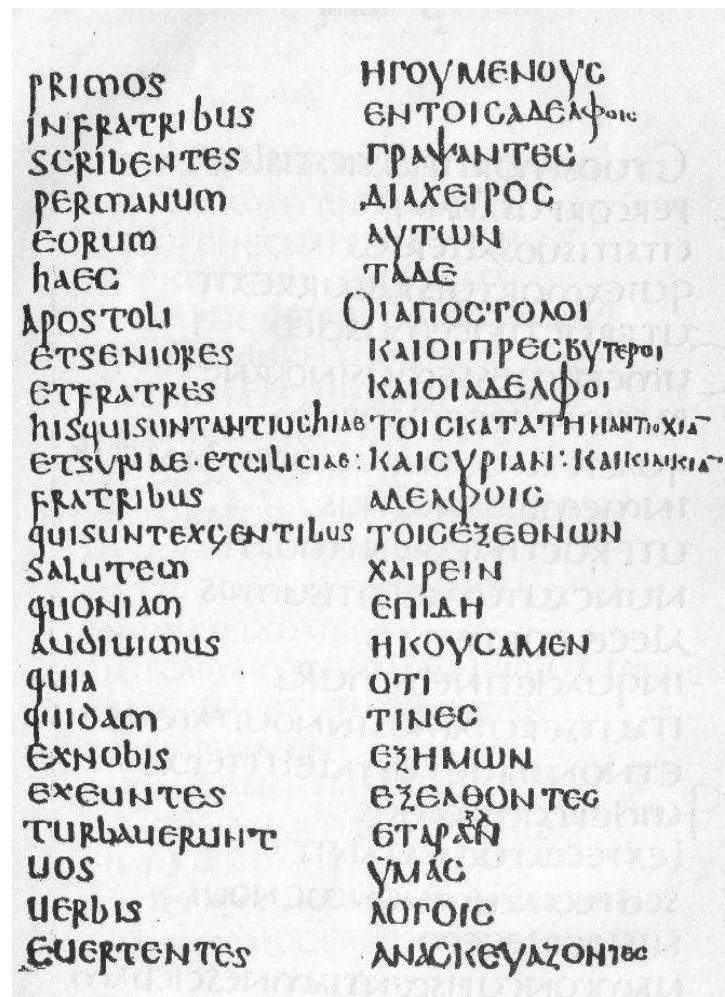 PRIMOS ΗΓΟΥΜΕΝΟΥϹ
INFRATRIBUS ΕΝΤΟΙϹΑΔΕΛΦΟΙϹ
SCRIBENTES ΓΡΑΨΑΝΤΕϹ
PERMANUM ΔΙΑΧΕΙΡΟϹ
EORUM ΑΥΤΩΝ
HAEC ΤΑΔΕ
APOSTOLI ΟΙΑΠΟϹΤΟΛΟΙ
ETSENIORES ΚΑΙΟΙΠΡΕϹΒΥΤΕΡΟΙ
ETFRATRES ΚΑΙΟΙΑΔΕΛΦΟΙ
HISQUISUNTANTIOCHIAE ΤΟΙϹΚΑΤΑΤΗΝΑΝΤΙΟΧΙΑ¯
ETSYRIAE·ETCILICIAE: ΚΑΙϹΥΡΙΑΝ:ΚΑΙΚΙΛΙΚΙΑ¯
FRATRIBUS ΑΔΕΛΦΟΙϹ
QUISUNTEXGENTIBUS ΤΟΙϹΕΞΕΘΝΩΝ
SALUTEM ΧΑΙΡΕΙΝ
QUONIAM ΕΠΙΔΗ
AUDIUIMUS ΗΚΟΥϹΑΜΕΝ
QUIA ΟΤΙ
QUIDAM ΤΙΝΕϹ
EXNOBIS ΕΞΗΜΩΝ
EXEUNTES ΕΞΕΛΘΟΝΤΕϹ
TURBAUERUNT ΕΤΑΡΑΞΑΝ
UOS ΥΜΑϹ
UERBIS ΛΟΓΟΙϹ
EUERTENTES ΑΝΑϹΚΕΥΑΖΟΝΤΕϹ